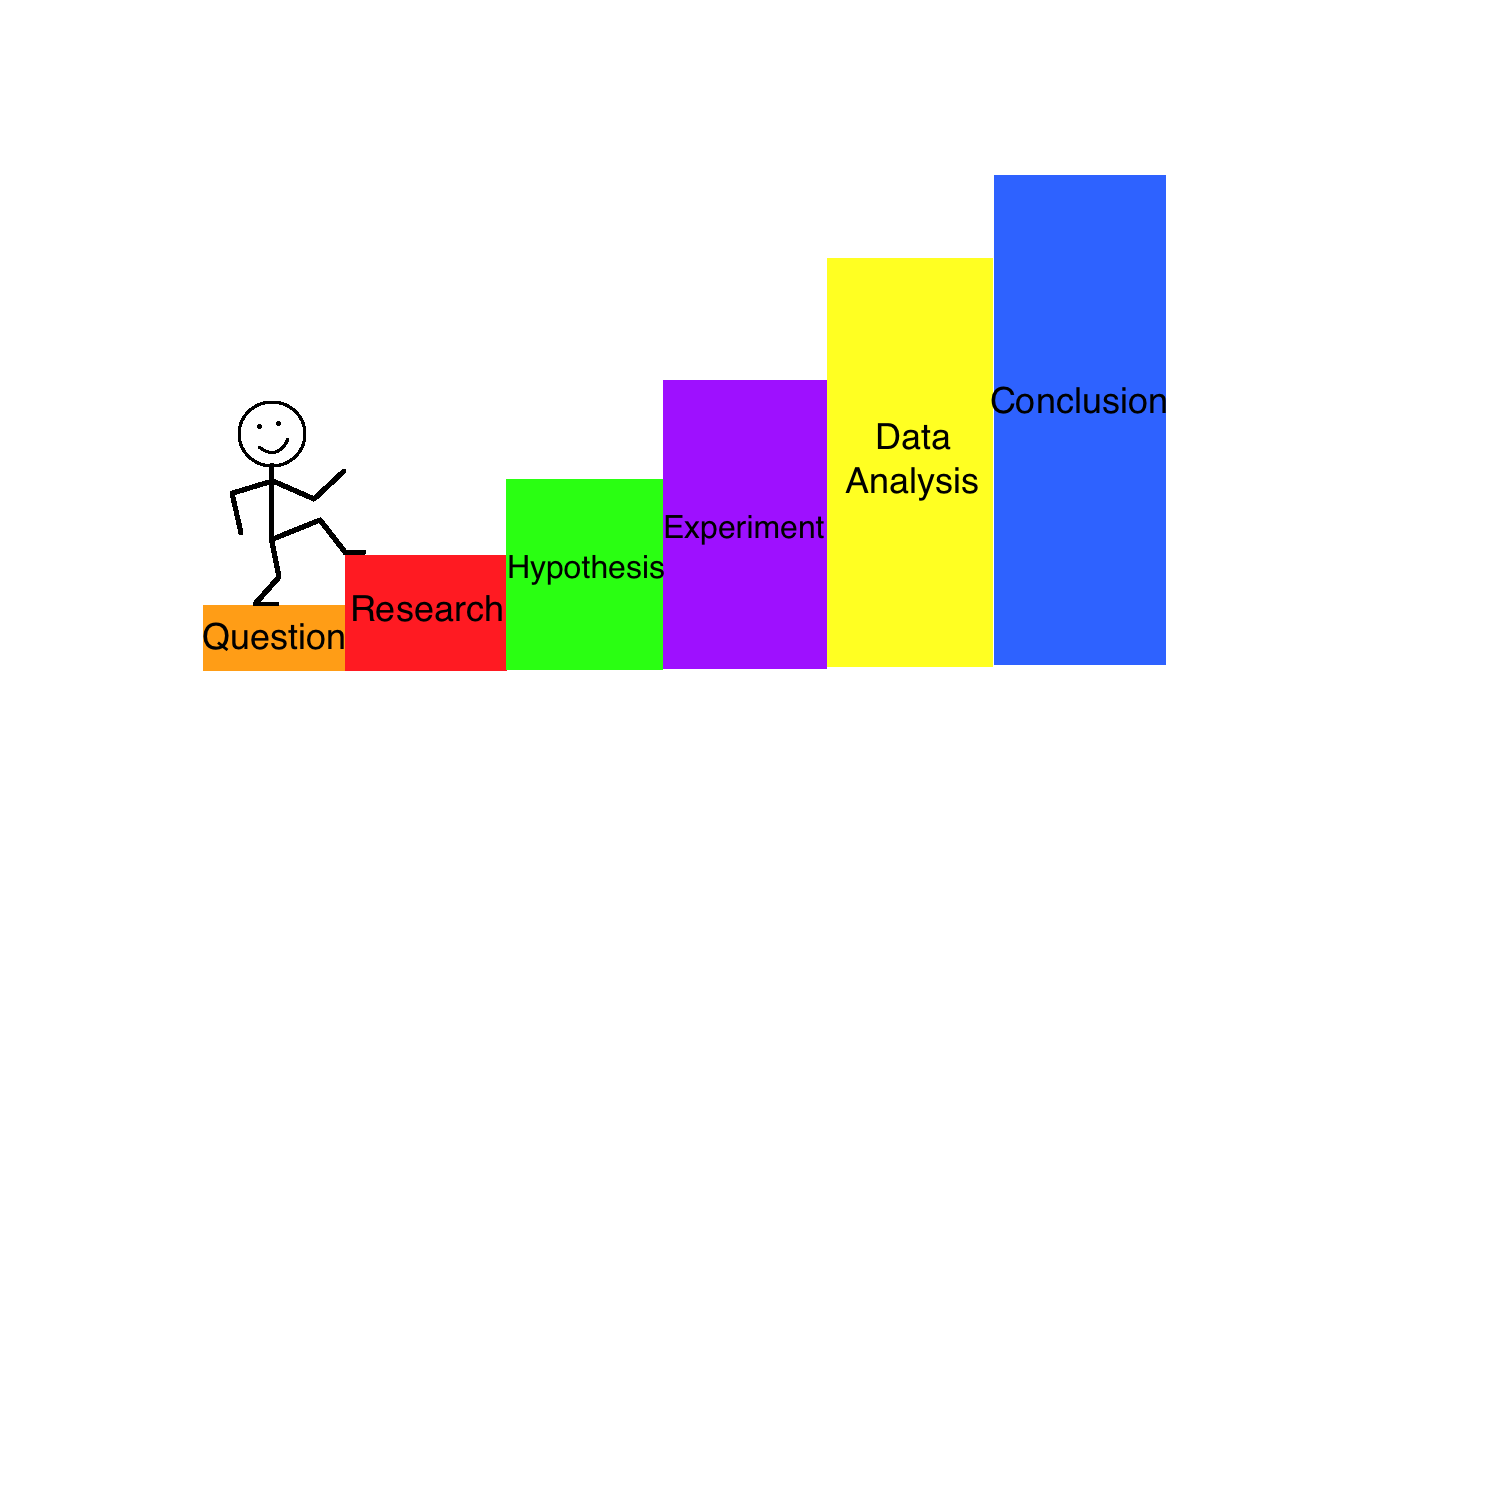 Question
Research
Hypothesis
Experiment
Data
Analysis
Conclusion